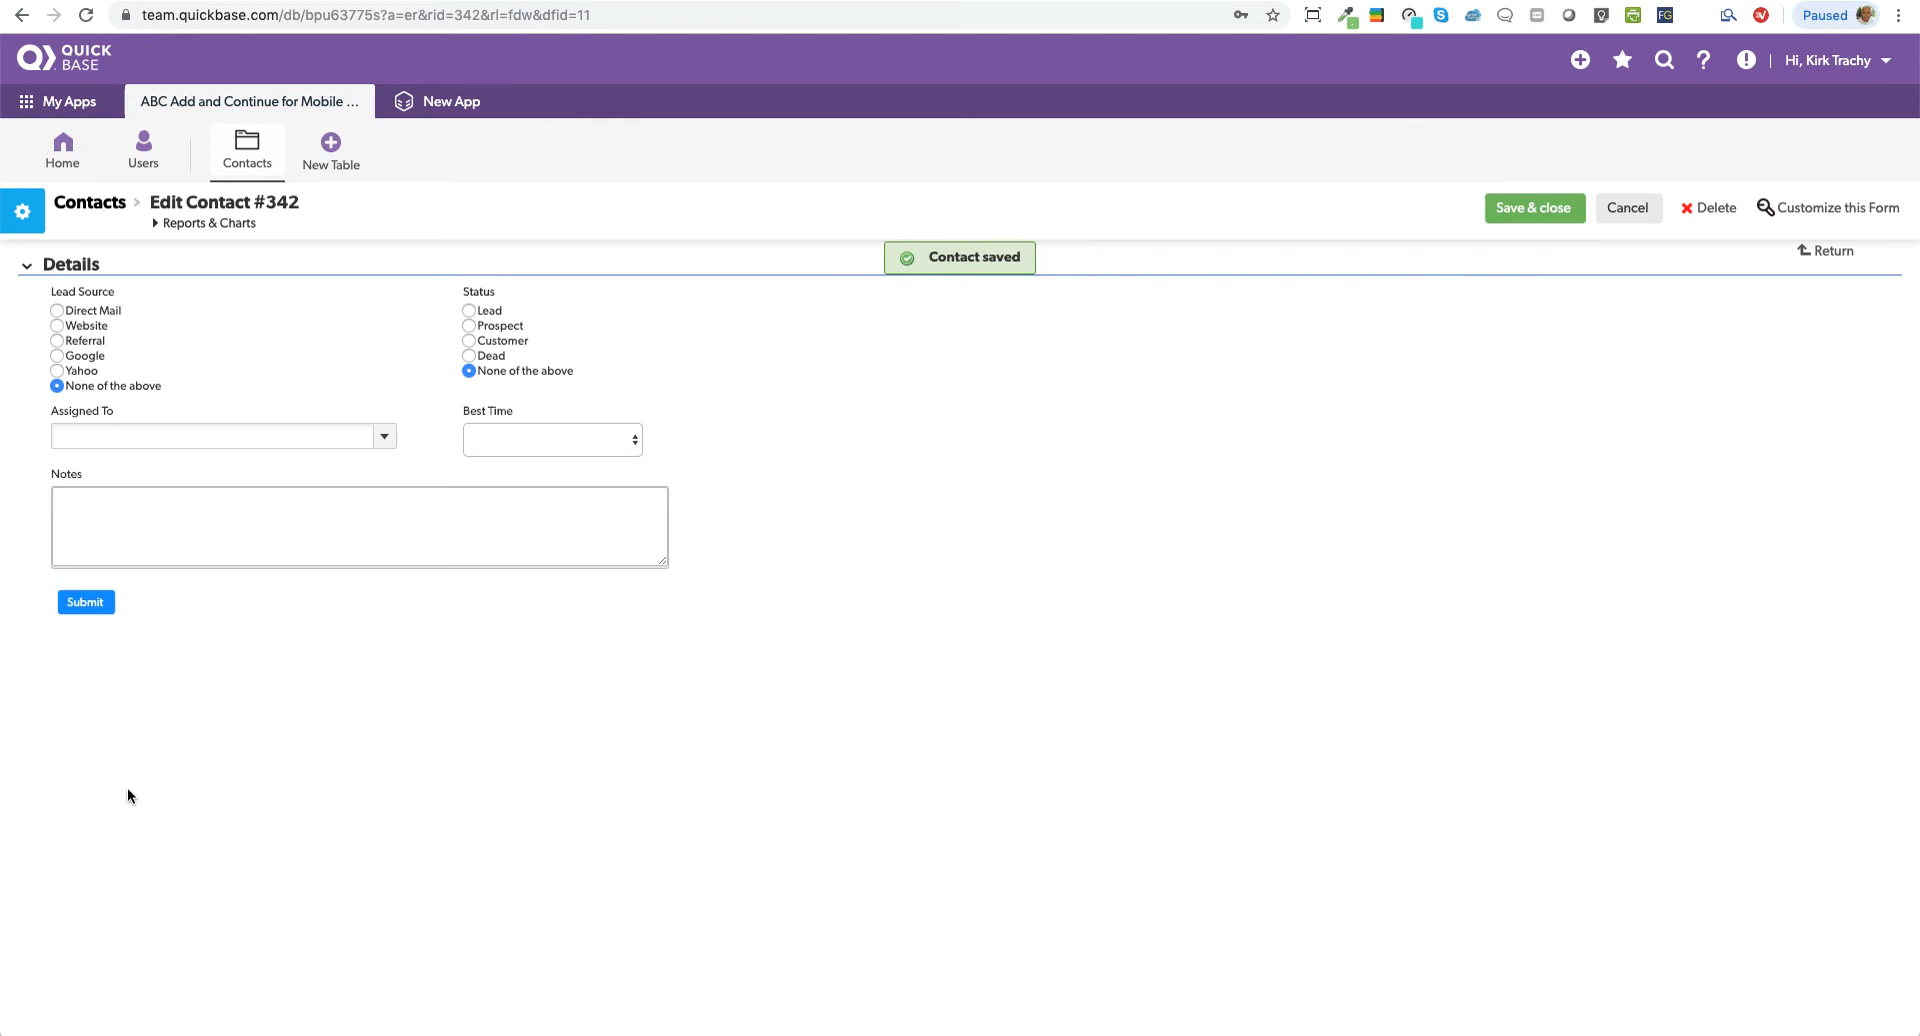 team.quickbase.com/db/bpu63775s?a=er&rid=342&rl=fdw&dfid=11
FG
Paused
QUICK
BASE
Hi, Kirk Trachy
My Apps
ABC Add and Continue for Mobile ...
New App
Home
Users
Contacts
New Table
Contacts > Edit Contact #342
Reports & Charts
Save & close
Cancel
Delete
Customize this Form
Contact saved
Return
Details
Lead Source
Direct Mail
Website
Referral
Google
Yahoo
None of the above
Status
Lead
Prospect
Customer
Dead
None of the above
Assigned To
Best Time
Notes
Submit